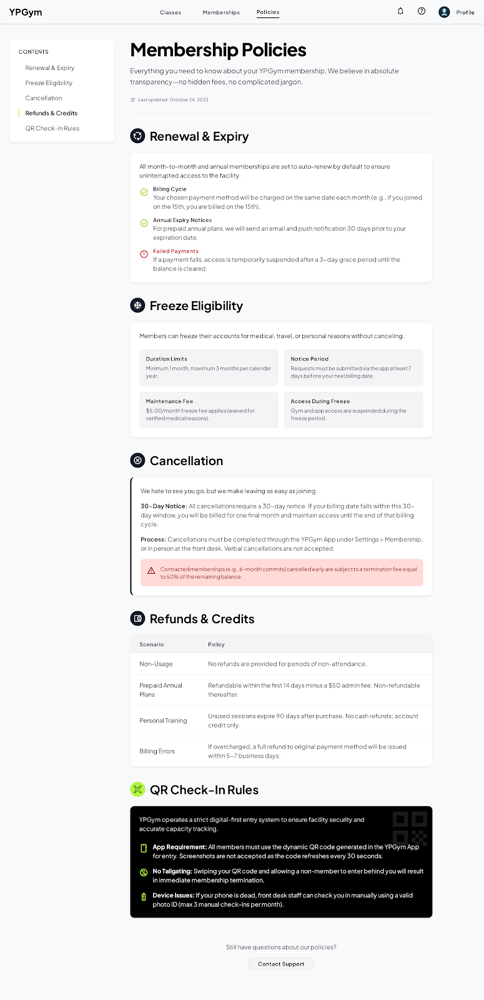 YPGym
Classes
Memberships
Policies
Profile
CONTENTS
Renewal & Expiry
Freeze Eligibility
Cancellation
Refunds & Credits
QR Check-In Rules
Membership Policies
Everything you need to know about your YPGym membership. We believe in absolute
transparency—no hidden fees, no complicated jargon.
Last updated: October 24, 2023
Renewal & Expiry
All month-to-month and annual memberships are set to auto-renew by default to ensure
uninterrupted access to the facility.
Billing Cycle
Your chosen payment method will be charged on the same date each month (e.g., if you joined
on the 15th, you are billed on the 15th).
Annual Expiry Notices
For prepaid annual plans, we will send an email and push notification 30 days prior to your
expiration date.
Failed Payments
If a payment fails, access is temporarily suspended after a 3-day grace period until the
balance is cleared.
Freeze Eligibility
Members can freeze their accounts for medical, travel, or personal reasons without canceling.
Duration Limits
Minimum 1 month, maximum 3 months per calendar
year.
Notice Period
Requests must be submitted via the app at least 7
days before your next billing date.
Maintenance Fee
$5.00/month freeze fee applies (waived for
verified medical reasons).
Access During Freeze
Gym and app access are suspended during the
freeze period.
Cancellation
We hate to see you go, but we make leaving as easy as joining.
30-Day Notice: All cancellations require a 30-day notice. If your billing date falls within this 30-
day window, you will be billed for one final month and maintain access until the end of that billing
cycle.
Process: Cancellations must be completed through the YPGym App under Settings > Membership,
or in person at the front desk. Verbal cancellations are not accepted.
Contracted memberships (e.g., 6-month commits) cancelled early are subject to a termination fee equal
to 50% of the remaining balance.
Refunds & Credits
Scenario
Policy
Non-Usage
No refunds are provided for periods of non-attendance.
Prepaid Annual
Plans
Refundable within the first 14 days minus a $50 admin fee. Non-refundable
thereafter.
Personal Training
Unused sessions expire 90 days after purchase. No cash refunds; account
credit only.
Billing Errors
If overcharged, a full refund to original payment method will be issued
within 5-7 business days.
QR Check-In Rules
YPGym operates a strict digital-first entry system to ensure facility security and
accurate capacity tracking.
App Requirement: All members must use the dynamic QR code generated in the YPGym App
for entry. Screenshots are not accepted as the code refreshes every 30 seconds.
No Tailgating: Swiping your QR code and allowing a non-member to enter behind you will result
in immediate membership termination.
Device Issues: If your phone is dead, front desk staff can check you in manually using a valid
photo ID (max 3 manual check-ins per month).
Still have questions about our policies?
Contact Support